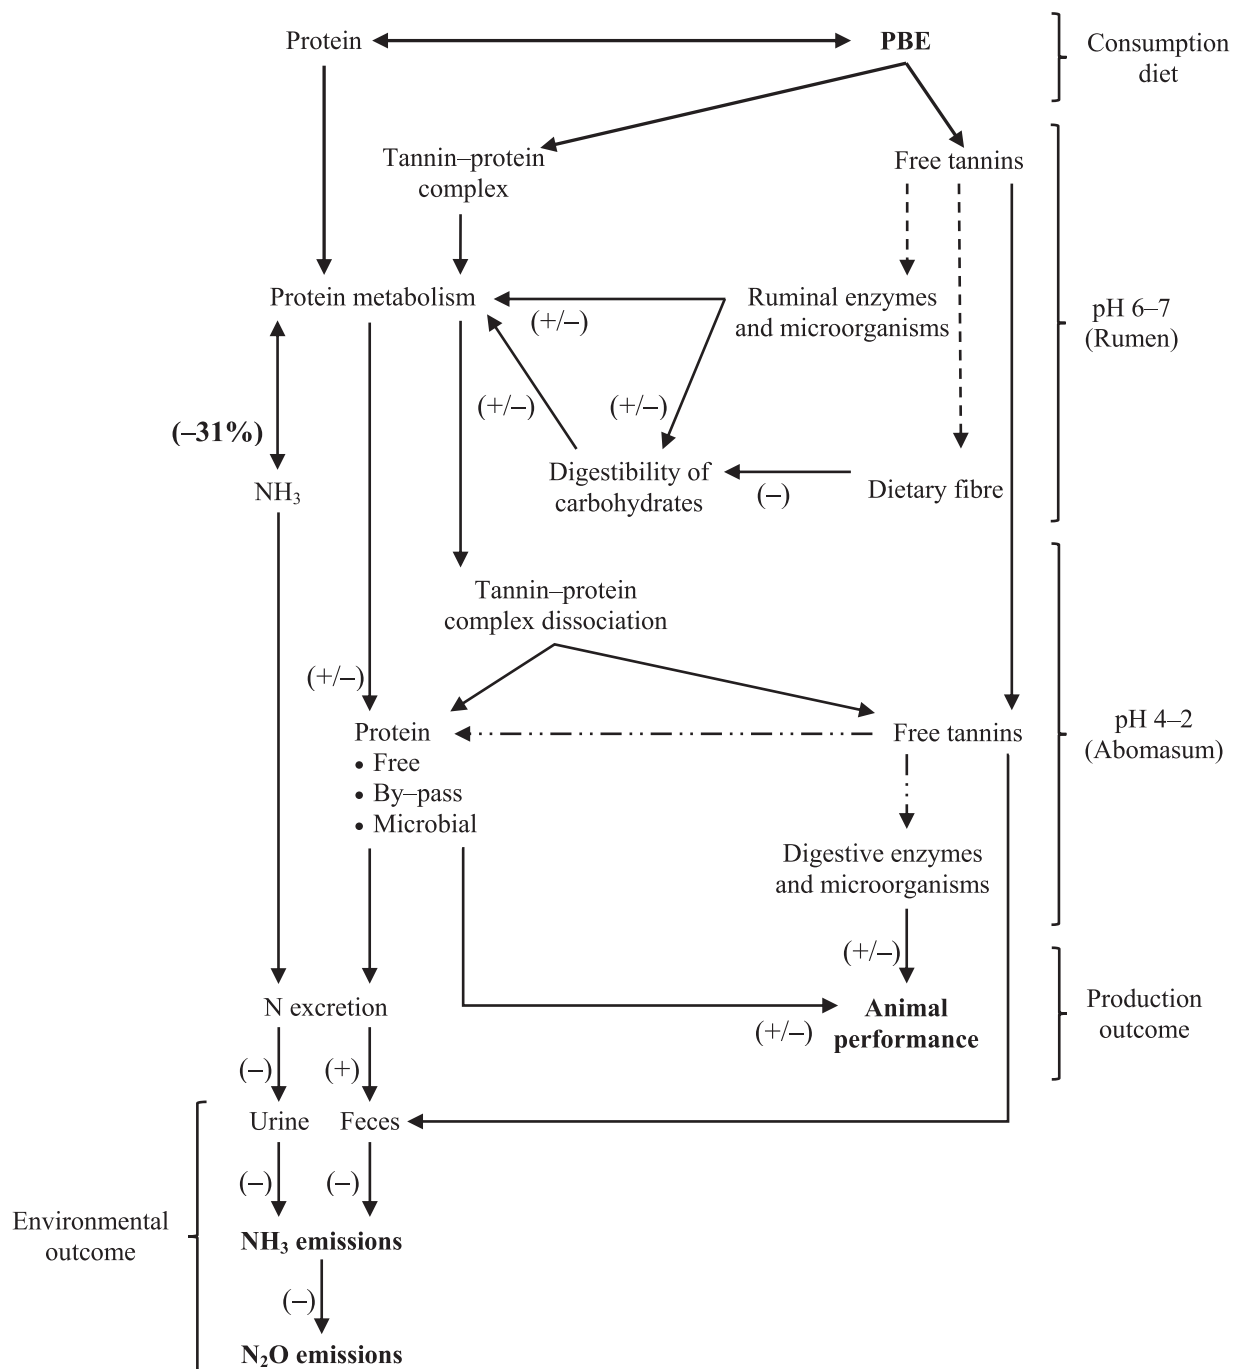 Protein
PBE
Consumption
diet
Tannin–protein
complex
Free tannins
Protein metabolism
(+/–)
Ruminal enzymes
and microorganisms
pH 6–7
(Rumen)
(+/–)
(+/–)
(–31%)
NH₃
Digestibility of
carbohydrates
(–)
Dietary fibre
Tannin–protein
complex dissociation
(+/–)
Protein
• Free
• By–pass
• Microbial
Free tannins
pH 4–2
(Abomasum)
Digestive enzymes
and microorganisms
(+/–)
N excretion
(+/–)
Animal
performance
Production
outcome
(–)
(+)
Urine
Feces
(–)
(–)
Environmental
outcome
NH₃ emissions
(–)
N₂O emissions